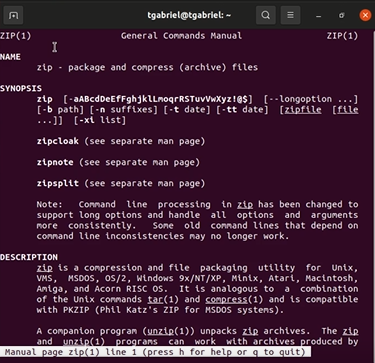 tgabriel@tgabriel: ~
ZIP(1) General Commands Manual ZIP(1)
NAME
zip - package and compress (archive) files
SYNOPSIS
zip [-aABcdDeEfFghjklLmoqrRSTuvVwXyz!@$] [--longoption ...]
[-b path] [-n suffixes] [-t date] [-tt date] [zipfile [file
...]] [-xi list]
zipcloak (see separate man page)
zipnote (see separate man page)
zipsplit (see separate man page)
Note: Command line processing in zip has been changed to
support long options and handle all options and arguments
more consistently. Some old command lines that depend on
command line inconsistencies may no longer work.
DESCRIPTION
zip is a compression and file packaging utility for Unix,
VMS, MSDOS, OS/2, Windows 9x/NT/XP, Minix, Atari, Macintosh,
Amiga, and Acorn RISC OS. It is analogous to a combination
of the Unix commands tar(1) and compress(1) and is compatible
with PKZIP (Phil Katz's ZIP for MSDOS systems).
A companion program (unzip(1)) unpacks zip archives. The zip
and unzip(1) programs can work with archives produced by
Manual page zip(1) line 1 (press h for help or q to quit)